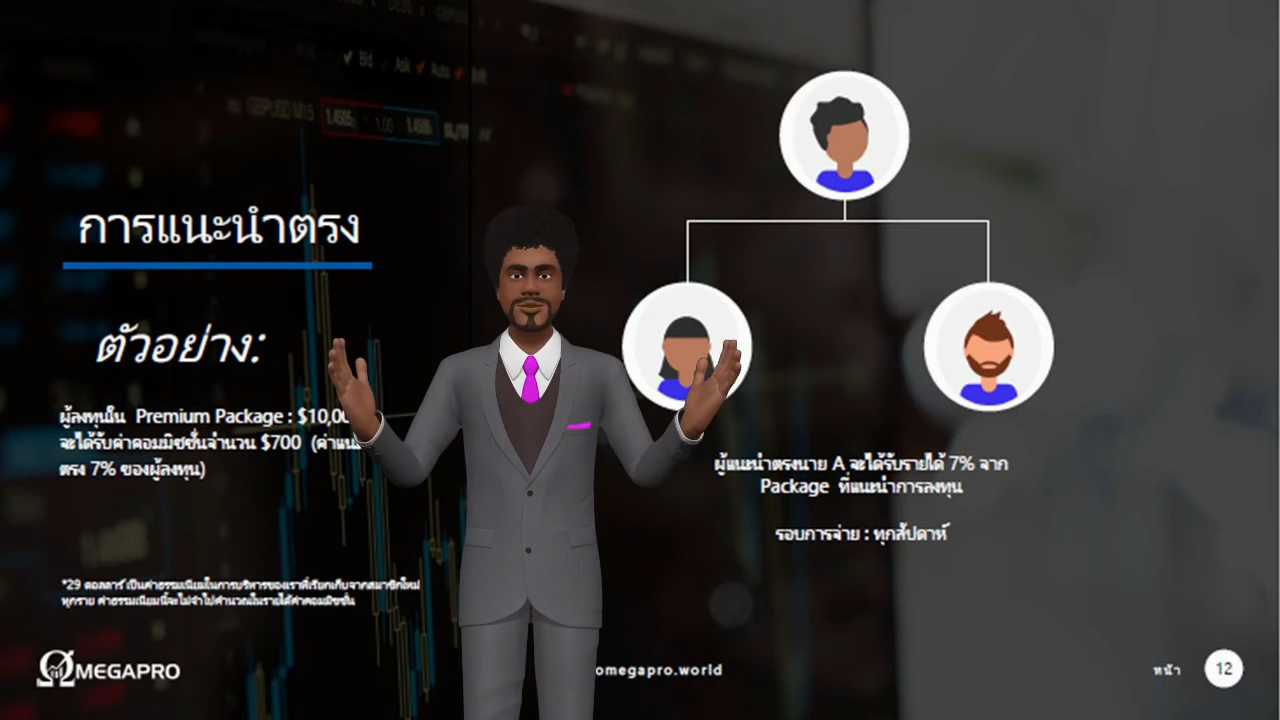 Bid Ask Auto
GBPUSD M15
1.00
การแนะนำตรง
ตัวอย่าง:
ผู้ลงทุนใน Premium Package : $10,00
จะได้รับค่าคอมมิชชั่นจำนวน $700 (ค่าแนะ
ตรง 7% ของผู้ลงทุน)
*29 ดอลลาร์ เป็นค่าธรรมเนียมในการบริหารของเราที่เรียกเก็บจากสมาชิกใหม่
ทุกราย ค่าธรรมเนียมนี้จะไม่นำไปคำนวณในรายได้ค่าคอมมิชชั่น
ผู้แนะนำตรงนาย A จะได้รับรายได้ 7% จาก
Package ที่แนะนำการลงทุน
รอบการจ่าย : ทุกสัปดาห์
ΩMEGAPRO
omegapro.world
หน้า 12